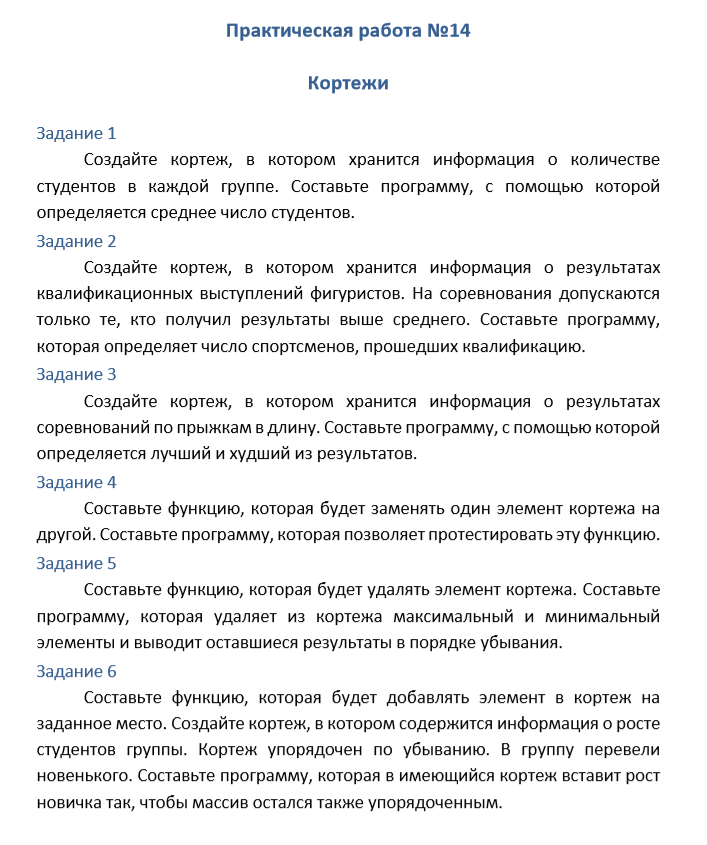 Практическая работа №14
Кортежи
Задание 1
Создайте кортеж, в котором хранится информация о количестве
студентов в каждой группе. Составьте программу, с помощью которой
определяется среднее число студентов.
Задание 2
Создайте кортеж, в котором хранится информация о результатах
квалификационных выступлений фигуристов. На соревнования допускаются
только те, кто получил результаты выше среднего. Составьте программу,
которая определяет число спортсменов, прошедших квалификацию.
Задание 3
Создайте кортеж, в котором хранится информация о результатах
соревнований по прыжкам в длину. Составьте программу, с помощью которой
определяется лучший и худший из результатов.
Задание 4
Составьте функцию, которая будет заменять один элемент кортежа на
другой. Составьте программу, которая позволяет протестировать эту функцию.
Задание 5
Составьте функцию, которая будет удалять элемент кортежа. Составьте
программу, которая удаляет из кортежа максимальный и минимальный
элементы и выводит оставшиеся результаты в порядке убывания.
Задание 6
Составьте функцию, которая будет добавлять элемент в кортеж на
заданное место. Создайте кортеж, в котором содержится информация о росте
студентов группы. Кортеж упорядочен по убыванию. В группу перевели
новенького. Составьте программу, которая в имеющийся кортеж вставит рост
новичка так, чтобы массив остался также упорядоченным.